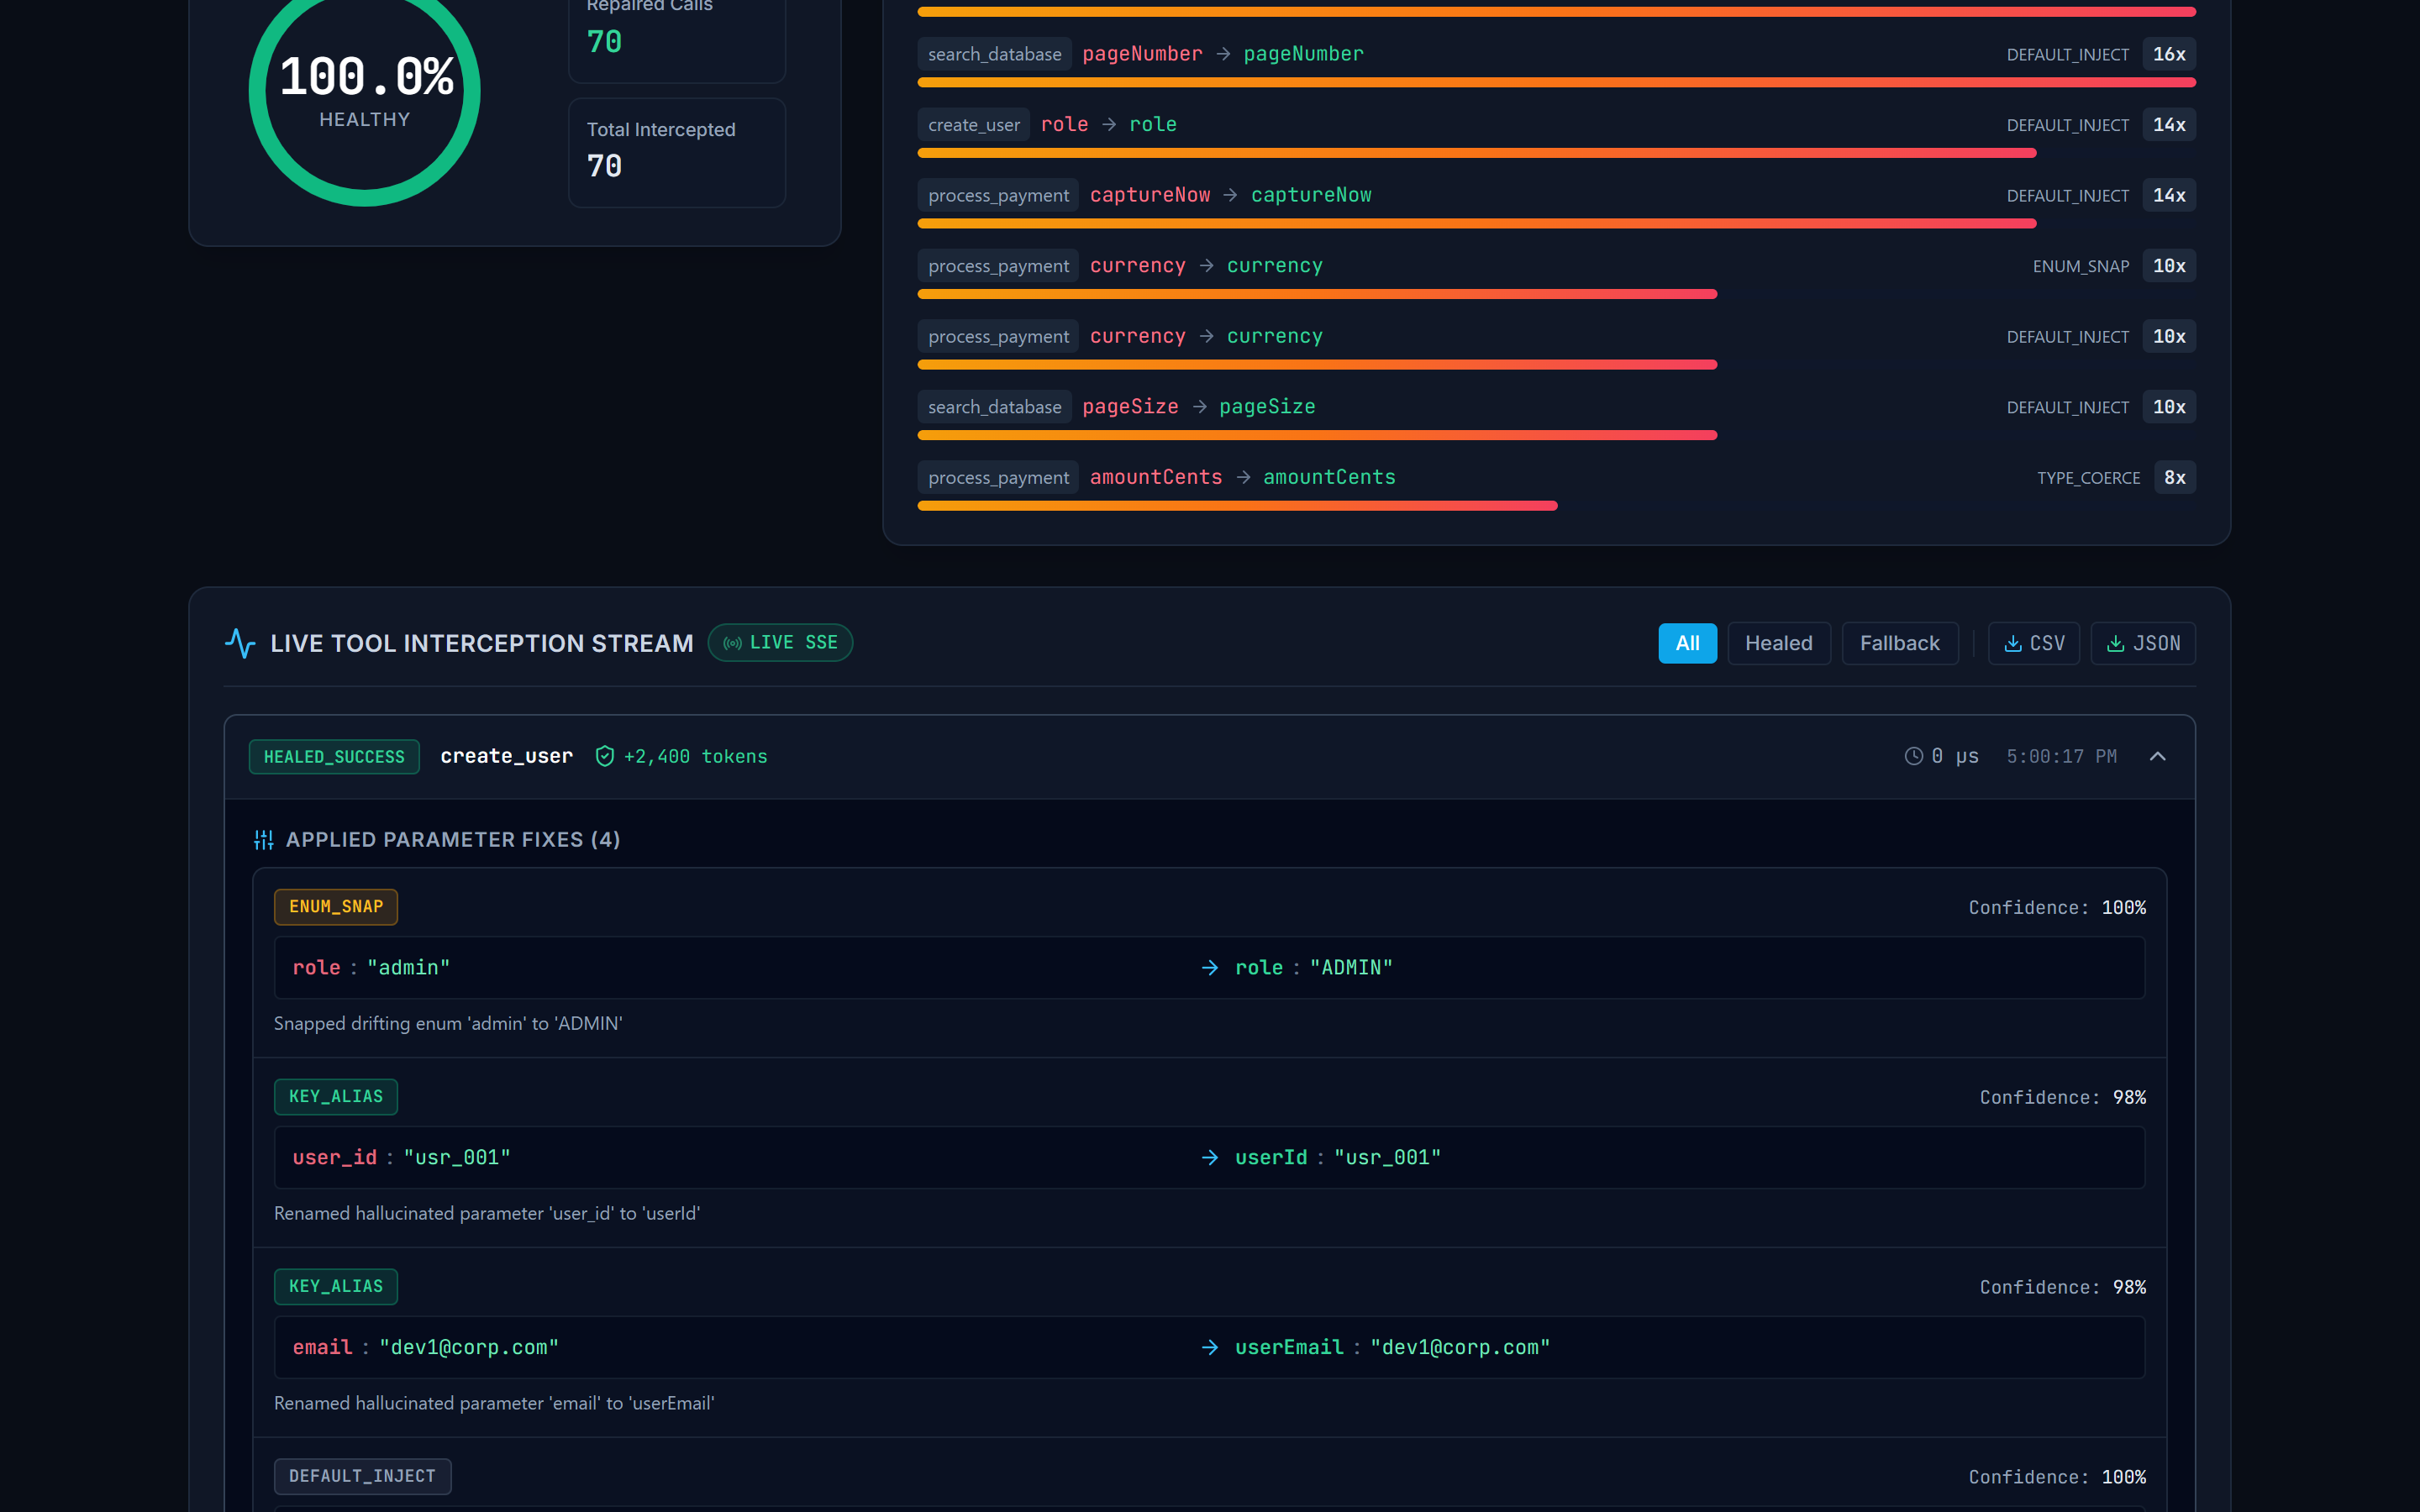 Repaired Calls
70
100.0%
HEALTHY
Total Intercepted
70
search_database pageNumber → pageNumber DEFAULT_INJECT 16x
create_user role → role DEFAULT_INJECT 14x
process_payment captureNow → captureNow DEFAULT_INJECT 14x
process_payment currency → currency ENUM_SNAP 10x
process_payment currency → currency DEFAULT_INJECT 10x
search_database pageSize → pageSize DEFAULT_INJECT 10x
process_payment amountCents → amountCents TYPE_COERCE 8x
LIVE TOOL INTERCEPTION STREAM LIVE SSE All Healed Fallback CSV JSON
HEALED_SUCCESS create_user +2,400 tokens 0 µs 5:00:17 PM
APPLIED PARAMETER FIXES (4)
ENUM_SNAP Confidence: 100%
role : "admin" → role : "ADMIN"
Snapped drifting enum 'admin' to 'ADMIN'
KEY_ALIAS Confidence: 98%
user_id : "usr_001" → userId : "usr_001"
Renamed hallucinated parameter 'user_id' to 'userId'
KEY_ALIAS Confidence: 98%
email : "dev1@corp.com" → userEmail : "dev1@corp.com"
Renamed hallucinated parameter 'email' to 'userEmail'
DEFAULT_INJECT Confidence: 100%